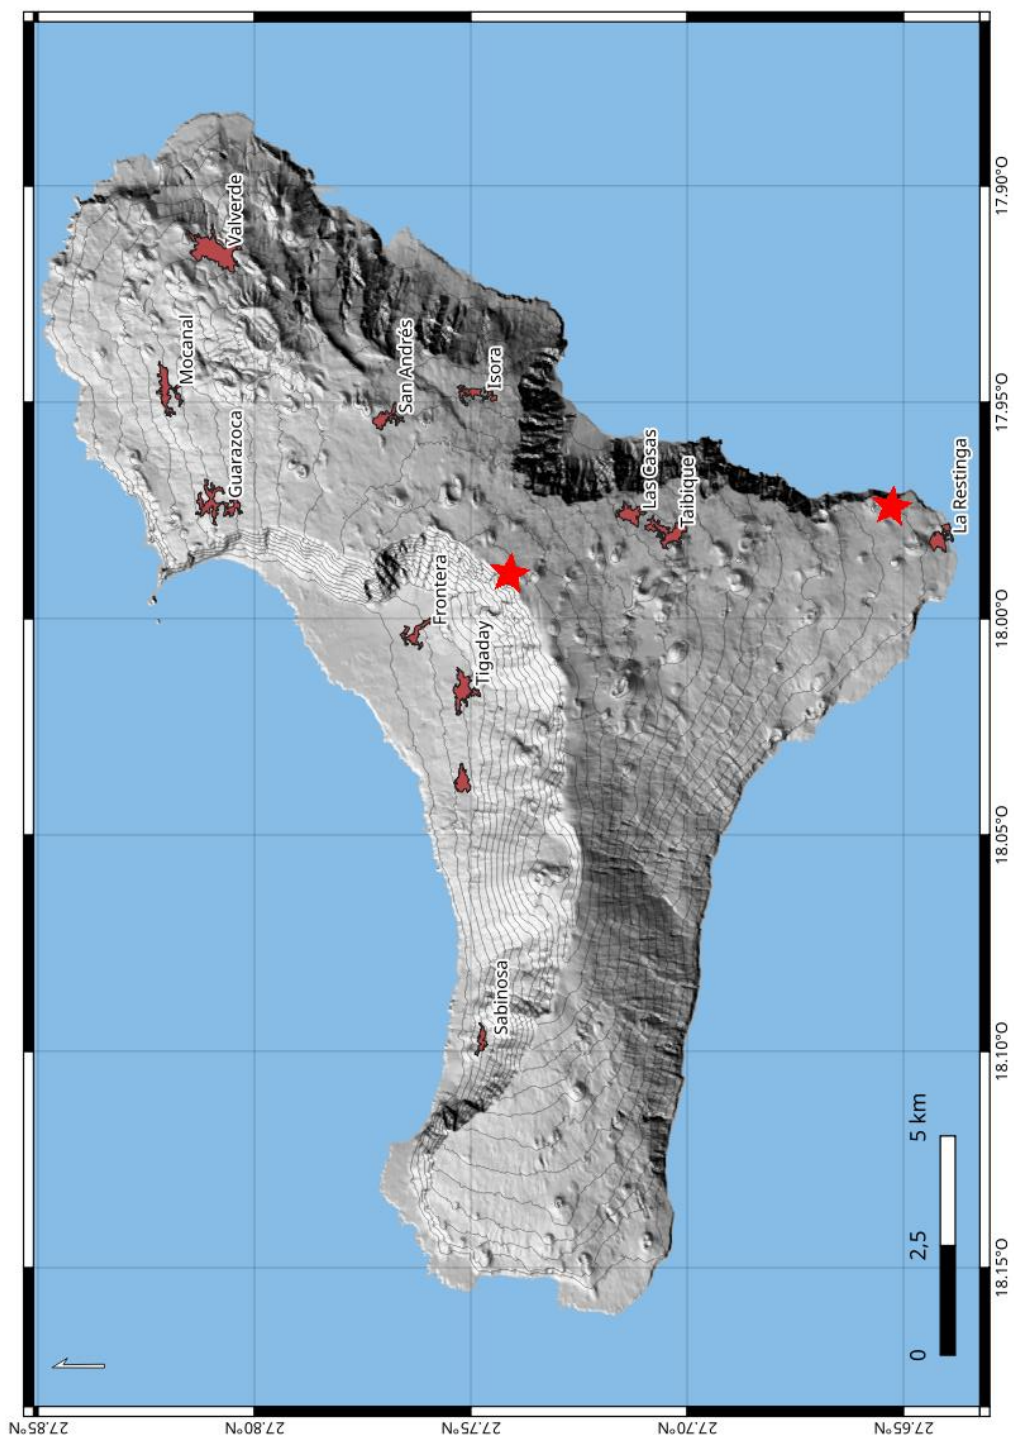 27.85°N
Mocanal
Guarazoca
Valverde
27.80°N
San Andrés
Frontera
27.75°N
Tigaday
Isora
Sabinosa
Las Casas
Taibique
27.70°N
27.65°N
0 2,5 5 km
La Restinga
18.15°O 18.10°O 18.05°O 18.00°O 17.95°O 17.90°O